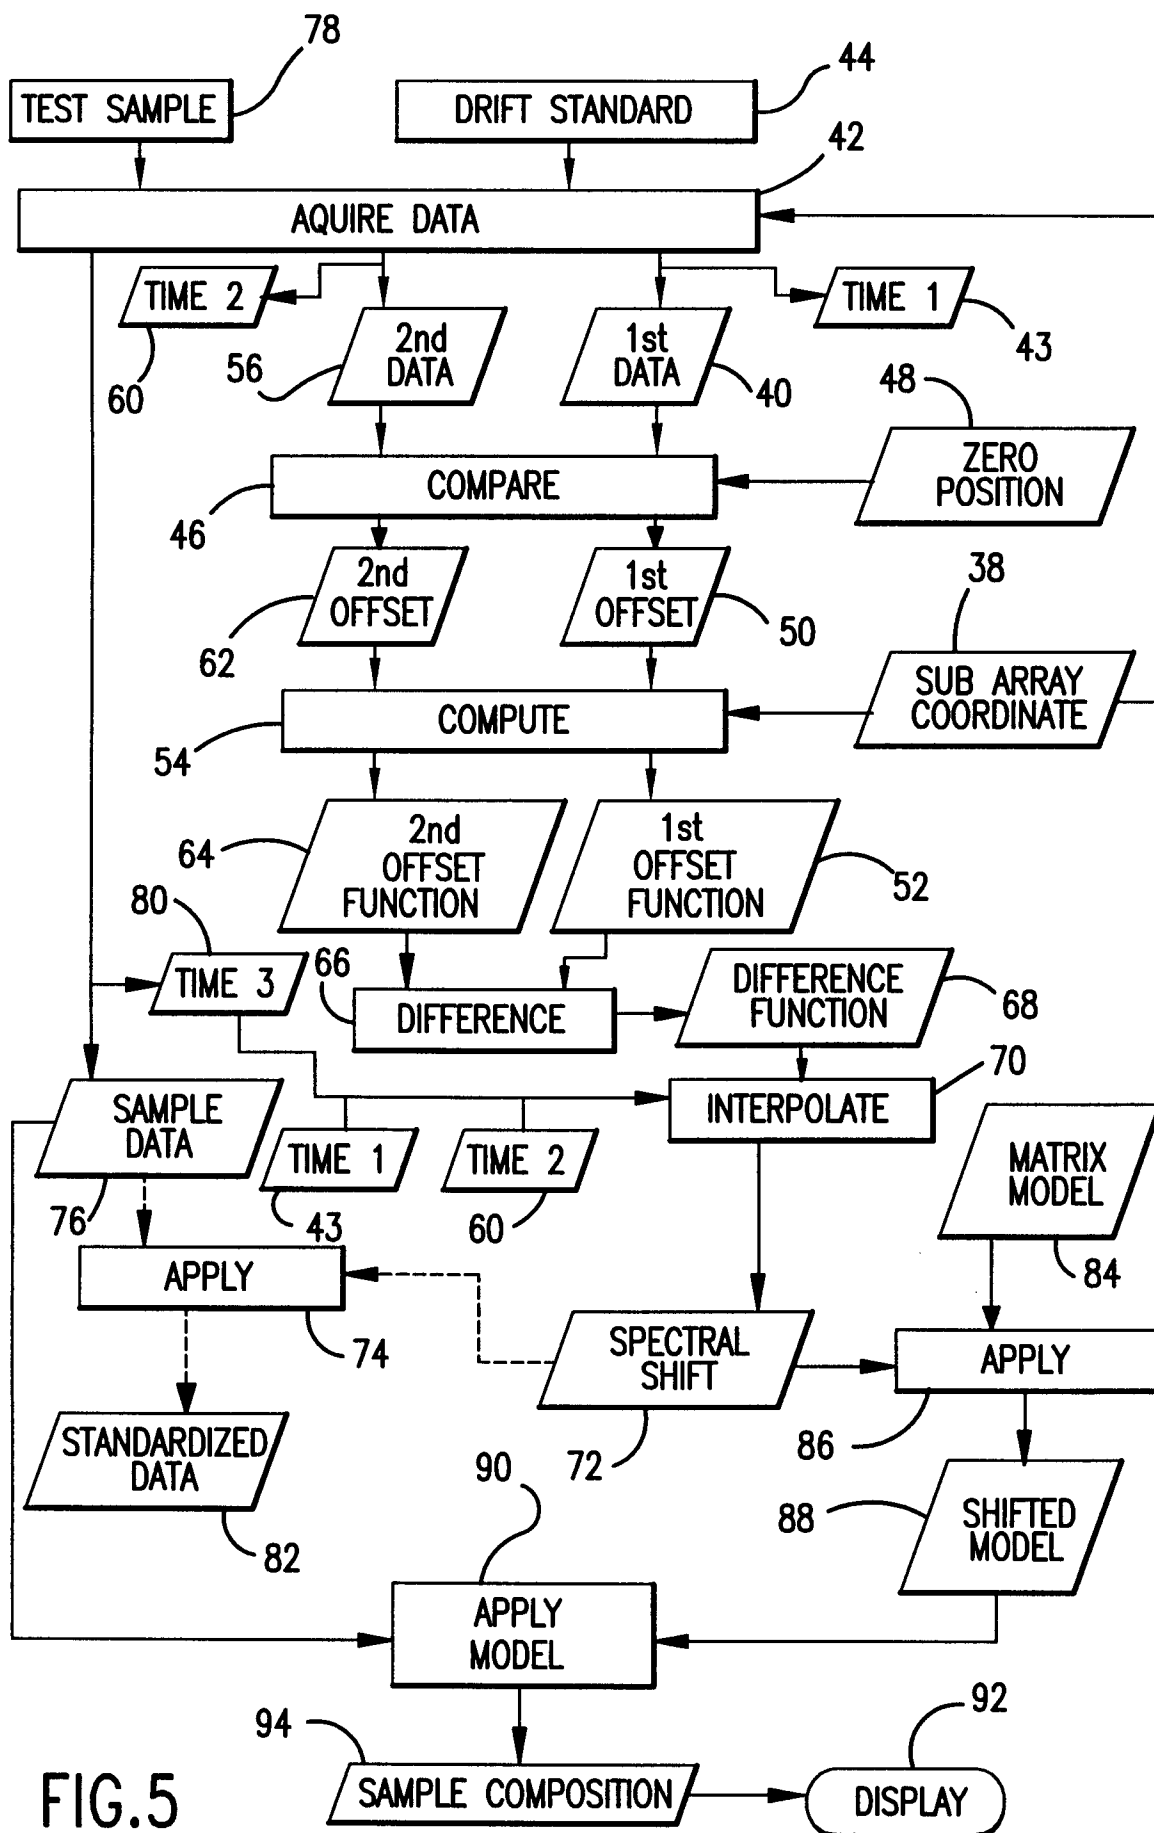 78
44
TEST SAMPLE
DRIFT STANDARD
42
AQUIRE DATA
TIME 2
TIME 1
60
43
2nd
DATA
1st
DATA
56
40
48
ZERO
POSITION
COMPARE
46
2nd
OFFSET
1st
OFFSET
62
50
38
SUB ARRAY
COORDINATE
COMPUTE
54
2nd
OFFSET
FUNCTION
1st
OFFSET
FUNCTION
64
52
80
TIME 3
66
DIFFERENCE
DIFFERENCE
FUNCTION
68
70
INTERPOLATE
SAMPLE
DATA
TIME 1
TIME 2
MATRIX
MODEL
76
43
60
84
APPLY
74
SPECTRAL
SHIFT
APPLY
72
86
STANDARDIZED
DATA
82
90
88
SHIFTED
MODEL
APPLY
MODEL
94
92
SAMPLE COMPOSITION
DISPLAY
FIG.5